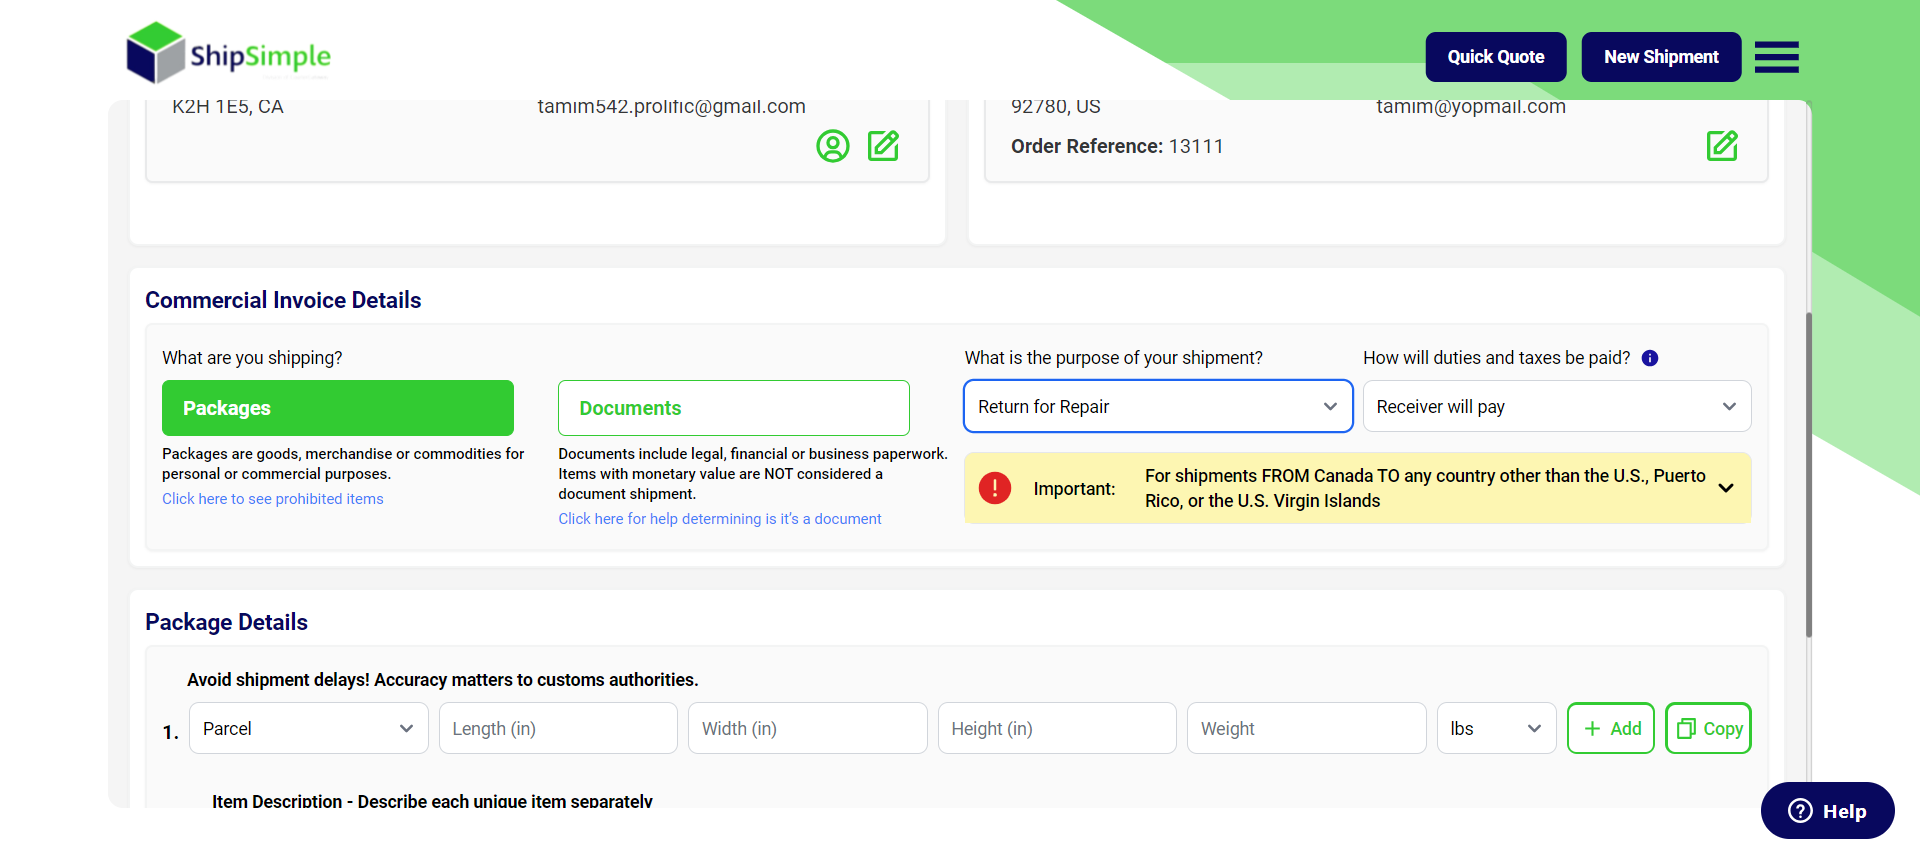 ShipSimple
Quick Quote
New Shipment
K2H 1E5, CA
tamim542.prolific@gmail.com
92780, US
tamim@yopmail.com
Order Reference: 13111
Commercial Invoice Details
What are you shipping?
What is the purpose of your shipment?
How will duties and taxes be paid?
Packages
Documents
Return for Repair
Receiver will pay
Packages are goods, merchandise or commodities for
personal or commercial purposes.
Click here to see prohibited items
Documents include legal, financial or business paperwork.
Items with monetary value are NOT considered a
document shipment.
Click here for help determining is it's a document
Important:
For shipments FROM Canada TO any country other than the U.S., Puerto
Rico, or the U.S. Virgin Islands
Package Details
Avoid shipment delays! Accuracy matters to customs authorities.
1.
Parcel
Length (in)
Width (in)
Height (in)
Weight
lbs
Add
Copy
Item Description - Describe each unique item separately
Help